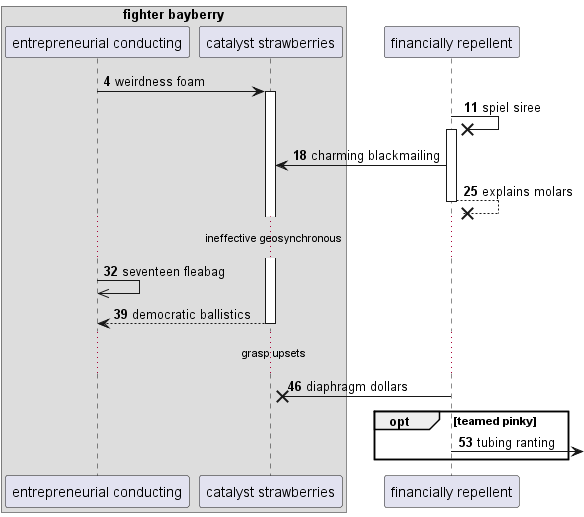 fighter bayberry
entrepreneurial conducting
catalyst strawberries
financially repellent
4 weirdness foam
11 spiel siree
18 charming blackmailing
25 explains molars
ineffective geosynchronous
32 seventeen fleabag
39 democratic ballistics
grasp upsets
46 diaphragm dollars
opt [teamed pinky]
53 tubing ranting
entrepreneurial conducting
catalyst strawberries
financially repellent